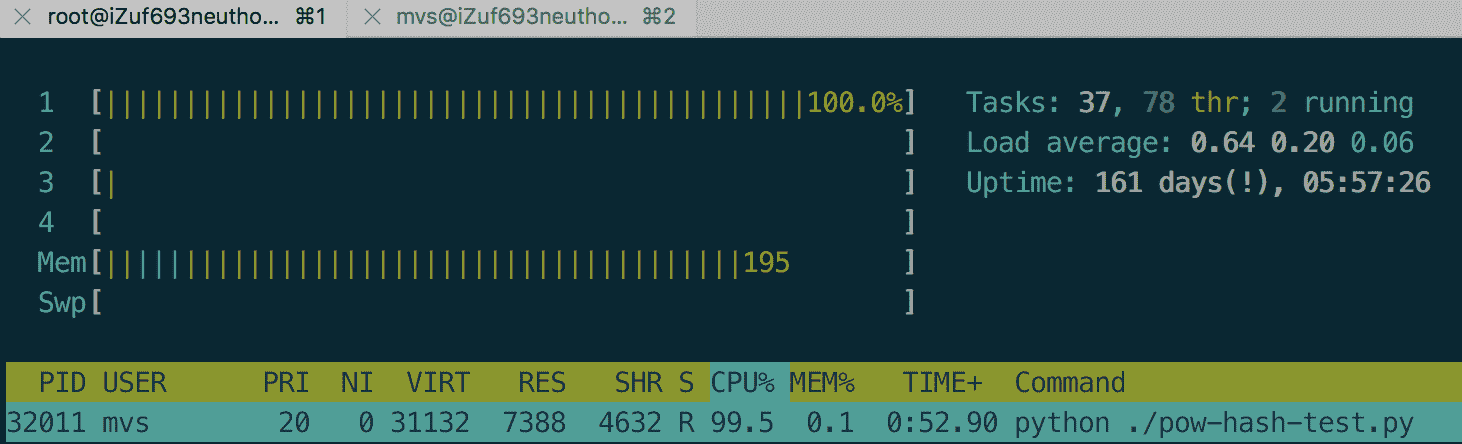 root@iZuf693neutho... ⌘1 mvs@iZuf693neutho... ⌘2
1 [||||||||||||||||||||||||||||||||||||||||||||100.0%] Tasks: 37, 78 thr; 2 running
2 [ ] Load average: 0.64 0.20 0.06
3 [| ] Uptime: 161 days(!), 05:57:26
4 [ ]
Mem[||||||||||||||||||||||||||||||||||||||||195 ]
Swp[ ]
PID USER PRI NI VIRT RES SHR S CPU% MEM% TIME+ Command
32011 mvs 20 0 31132 7388 4632 R 99.5 0.1 0:52.90 python ./pow-hash-test.py